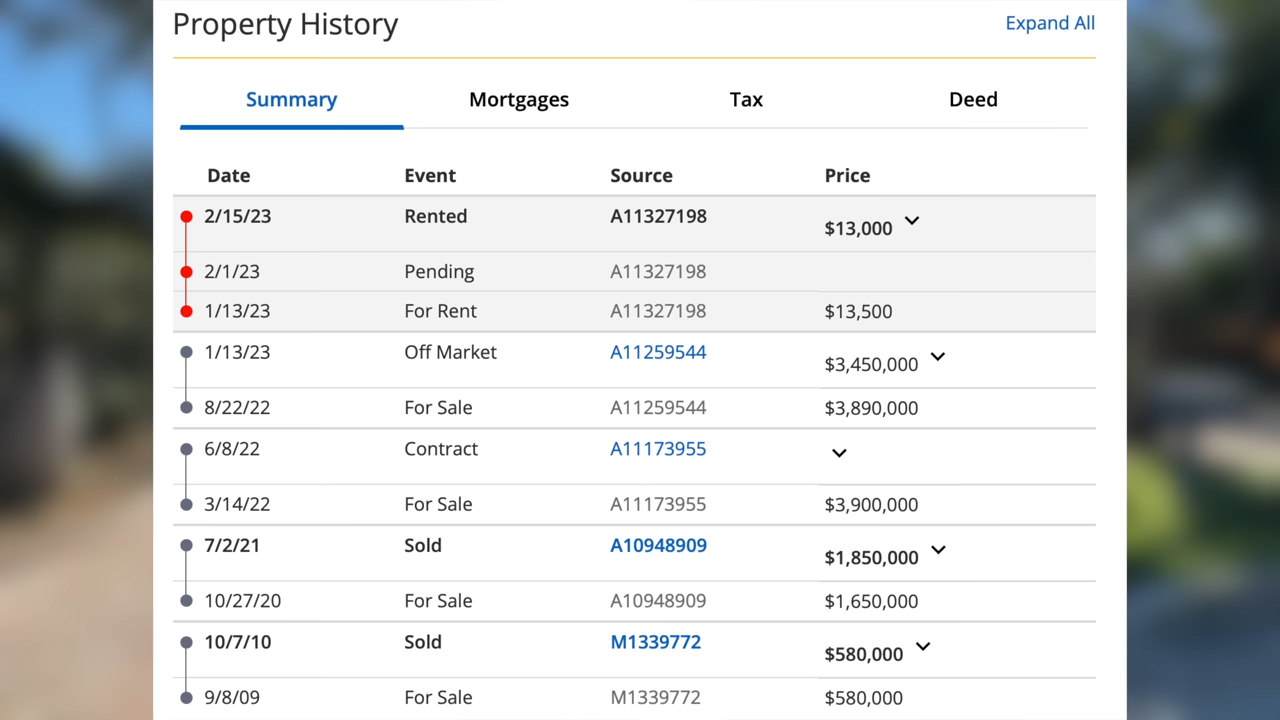 Property History Expand All
Summary Mortgages Tax Deed
Date Event Source Price
2/15/23 Rented A11327198 $13,000
2/1/23 Pending A11327198
1/13/23 For Rent A11327198 $13,500
1/13/23 Off Market A11259544 $3,450,000
8/22/22 For Sale A11259544 $3,890,000
6/8/22 Contract A11173955
3/14/22 For Sale A11173955 $3,900,000
7/2/21 Sold A10948909 $1,850,000
10/27/20 For Sale A10948909 $1,650,000
10/7/10 Sold M1339772 $580,000
9/8/09 For Sale M1339772 $580,000